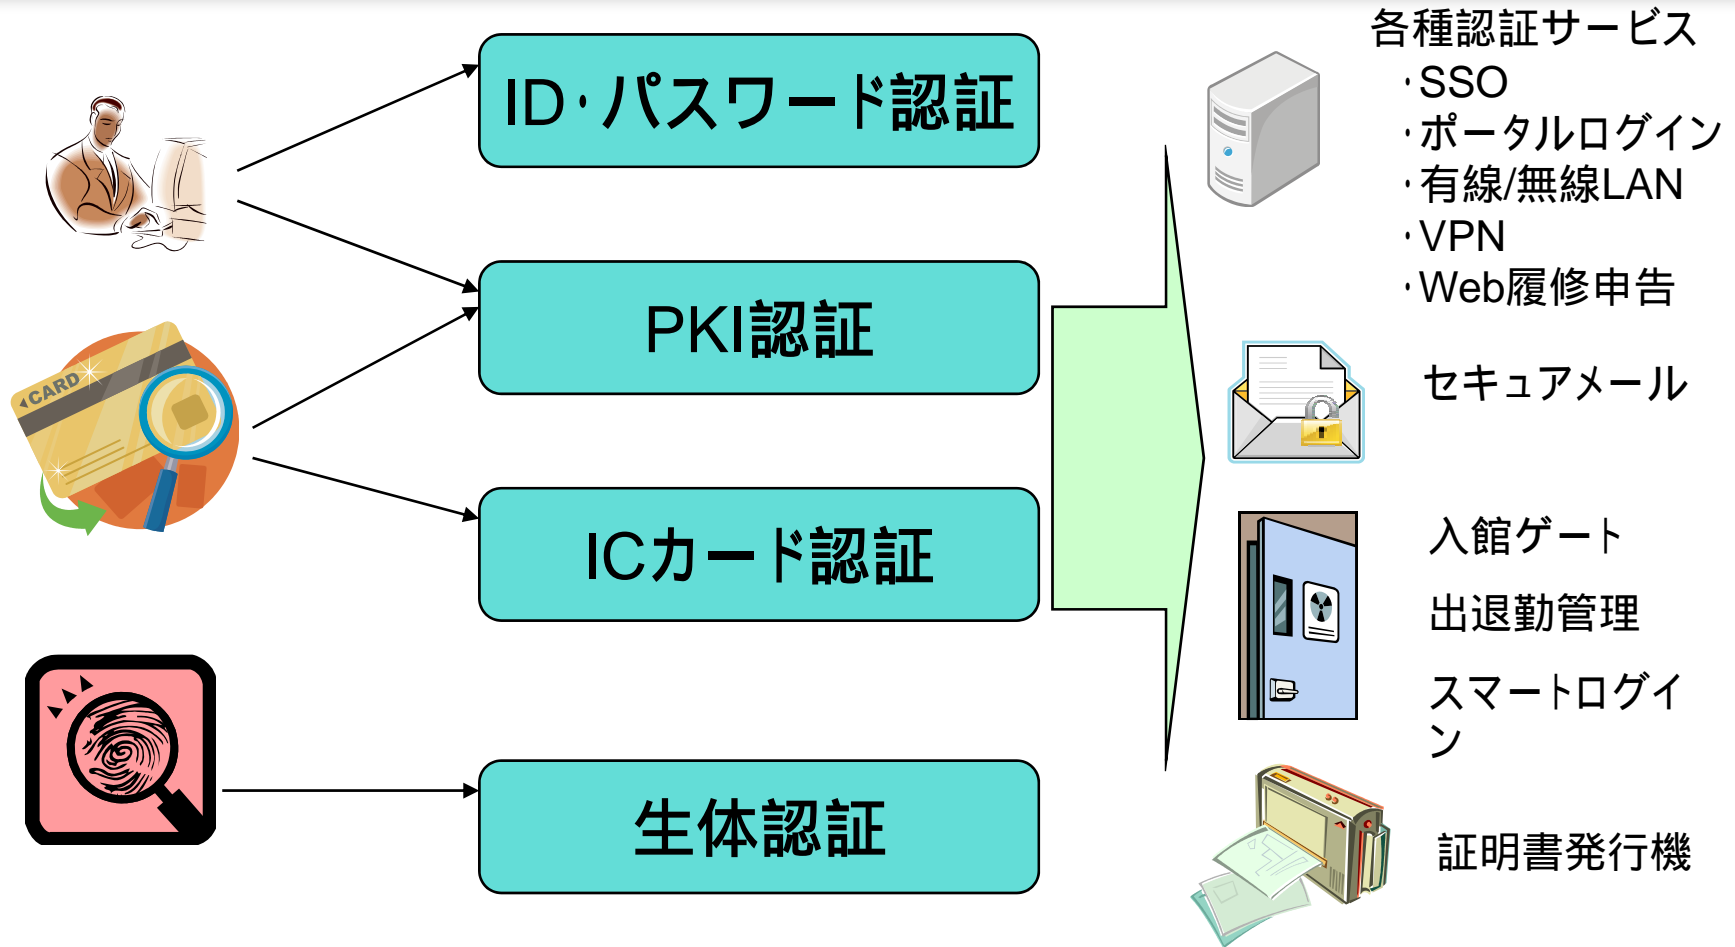 ID・パスワード認証
PKI認証
ICカード認証
生体認証
CARD
各種認証サービス
・SSO
・ポータルログイン
・有線/無線LAN
・VPN
・Web履修申告
セキュアメール
入館ゲート
出退勤管理
スマートログイ
ン
証明書発行機